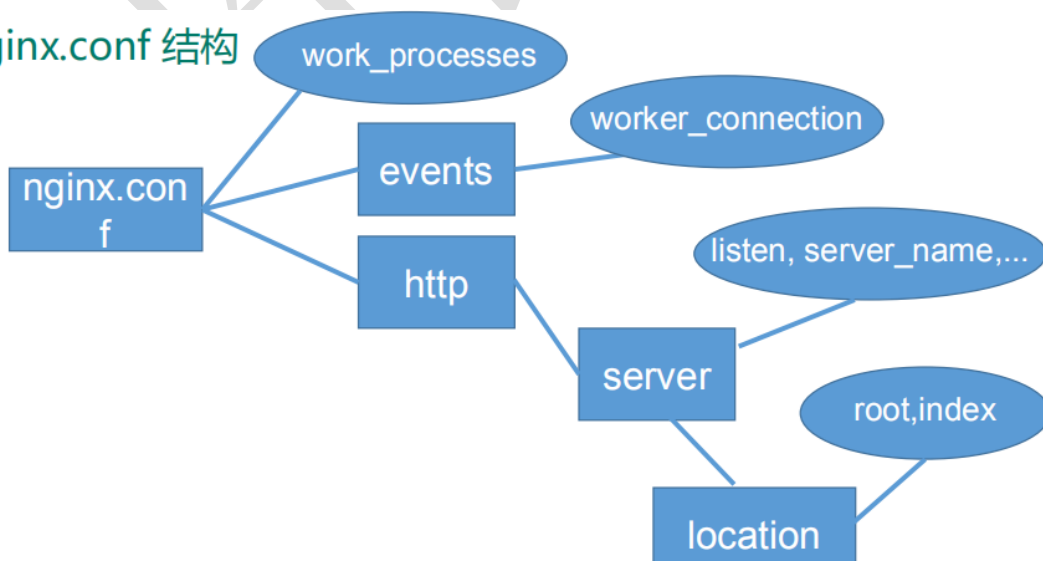 ginx.conf 结构
work_processes
worker_connection
events
nginx.con
f
http
listen, server_name,...
server
root,index
location